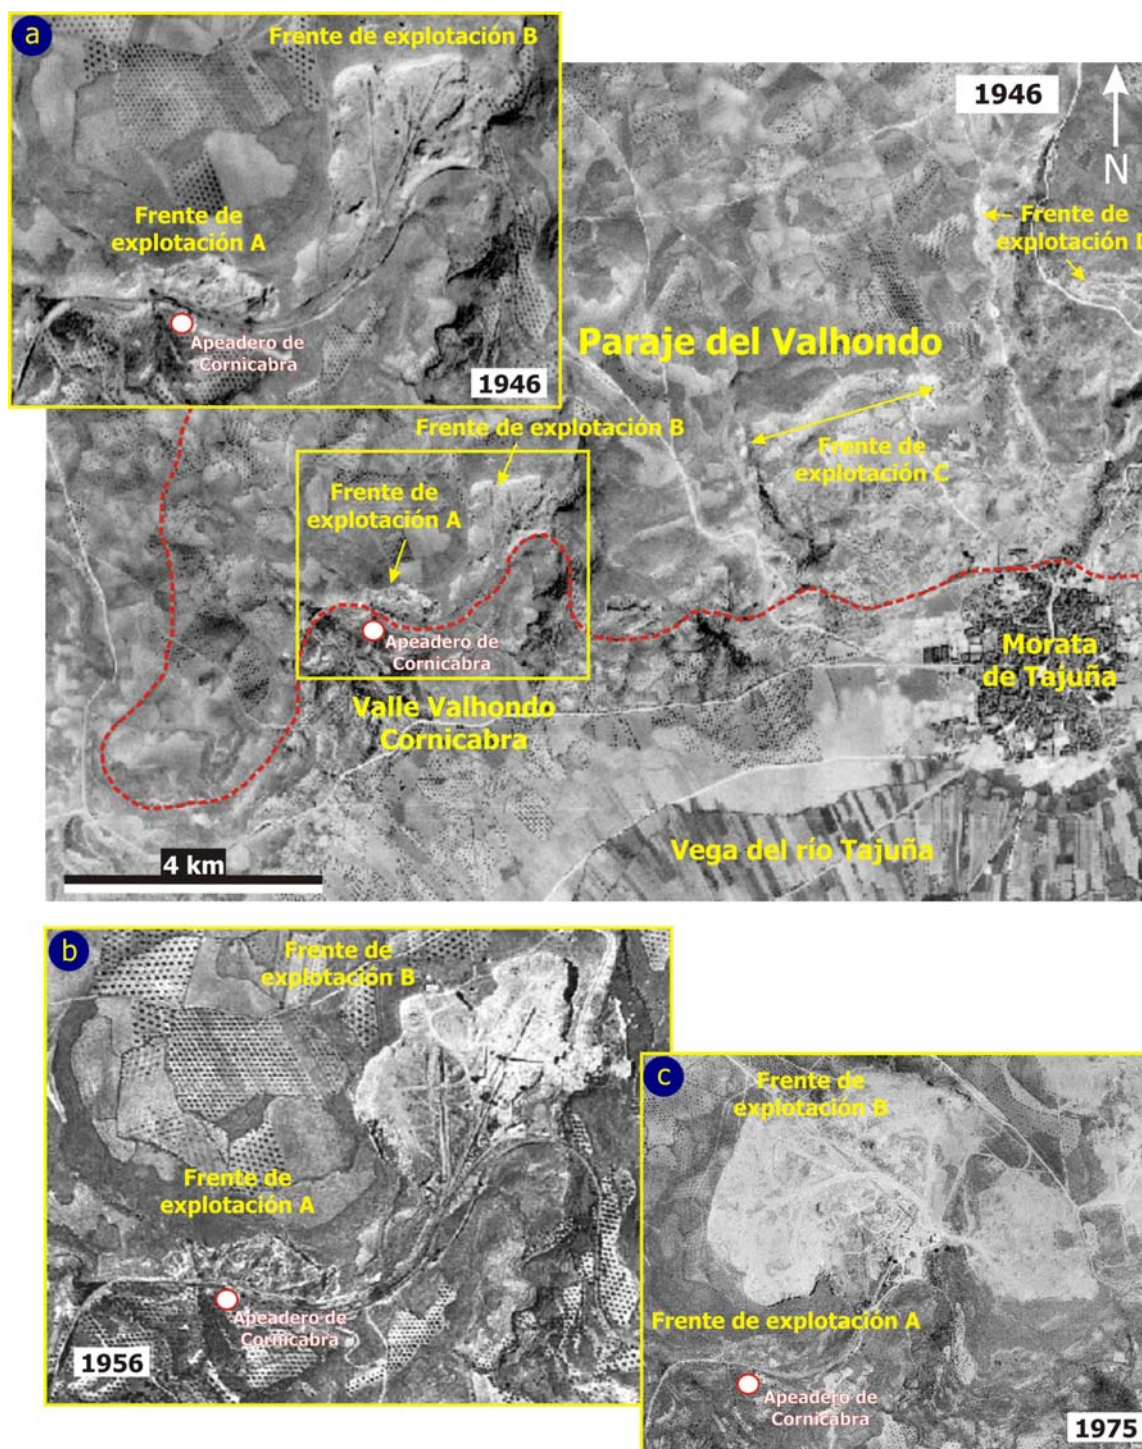 a
Frente de explotación B
Frente de
explotación A
Apeadero de
Cornicabra
1946
1946
N
Frente de
explotación
Paraje del Valhondo
Frente de
explotación C
Frente de explotación B
Frente de
explotación A
Apeadero de
Cornicabra
Valle Valhondo
Cornicabra
Morata
de Tajuña
Vega del río Tajuña
4 km
b
Frente de
explotación B
Frente de
explotación A
Apeadero de
Cornicabra
1956
c
Frente de
explotación B
Frente de explotación A
Apeadero de
Cornicabra
1975